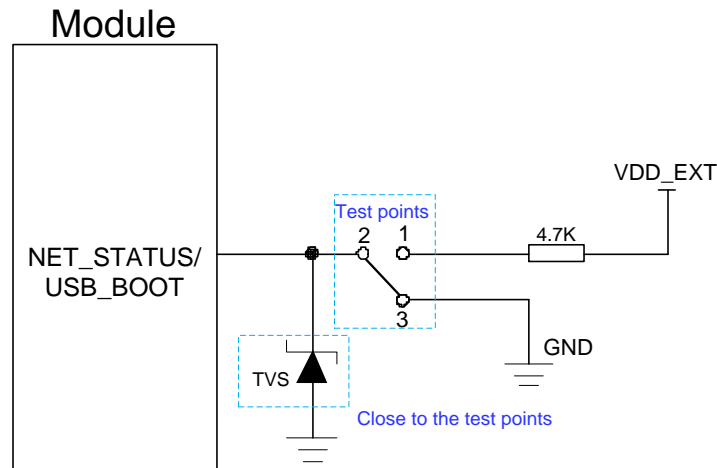 Module
VDD_EXT
Test points
2
1
4.7K
NET_STATUS/
USB_BOOT
3
GND
TVS
Close to the test points